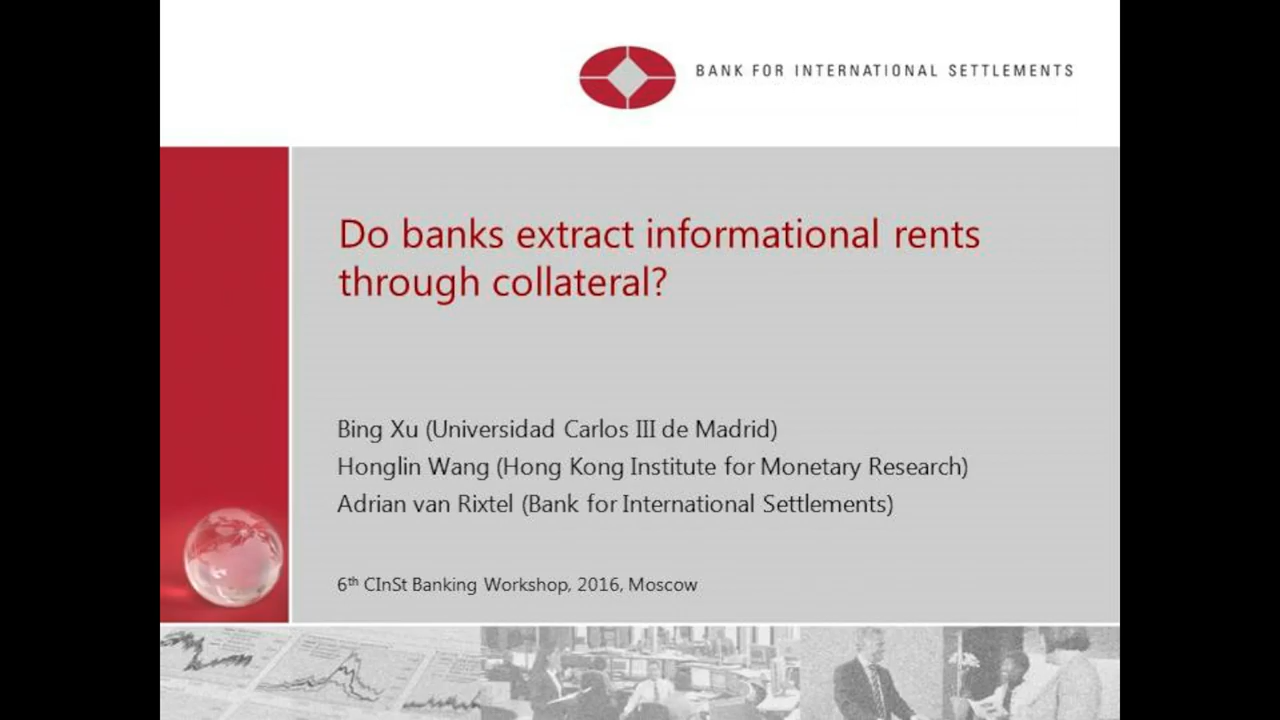 BANK FOR INTERNATIONAL SETTLEMENTS
Do banks extract informational rents
through collateral?
Bing Xu (Universidad Carlos III de Madrid)
Honglin Wang (Hong Kong Institute for Monetary Research)
Adrian van Rixtel (Bank for International Settlements)
6th CInSt Banking Workshop, 2016, Moscow